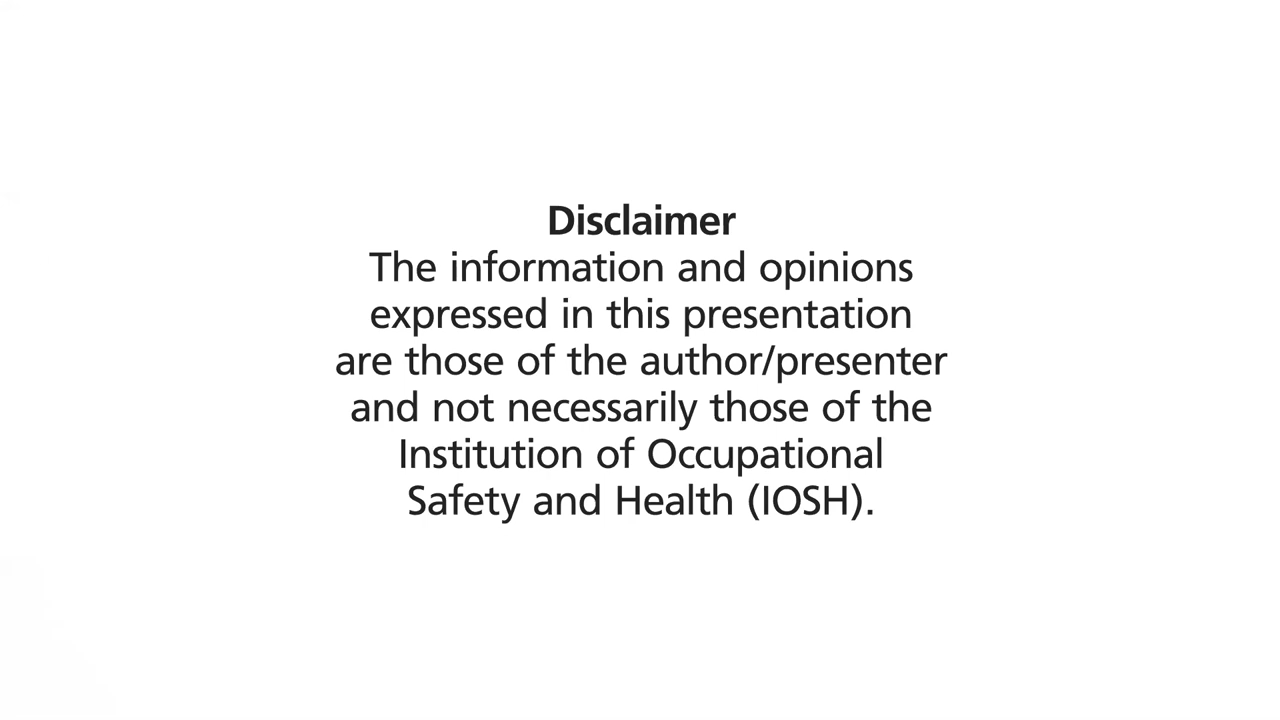 Disclaimer
The information and opinions
expressed in this presentation
are those of the author/presenter
and not necessarily those of the
Institution of Occupational
Safety and Health (IOSH).